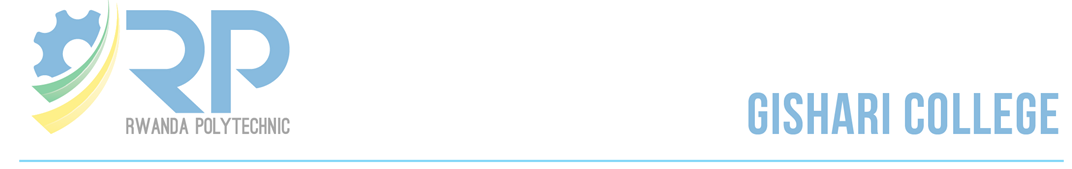 RP
RWANDA POLYTECHNIC
GISHARI COLLEGE